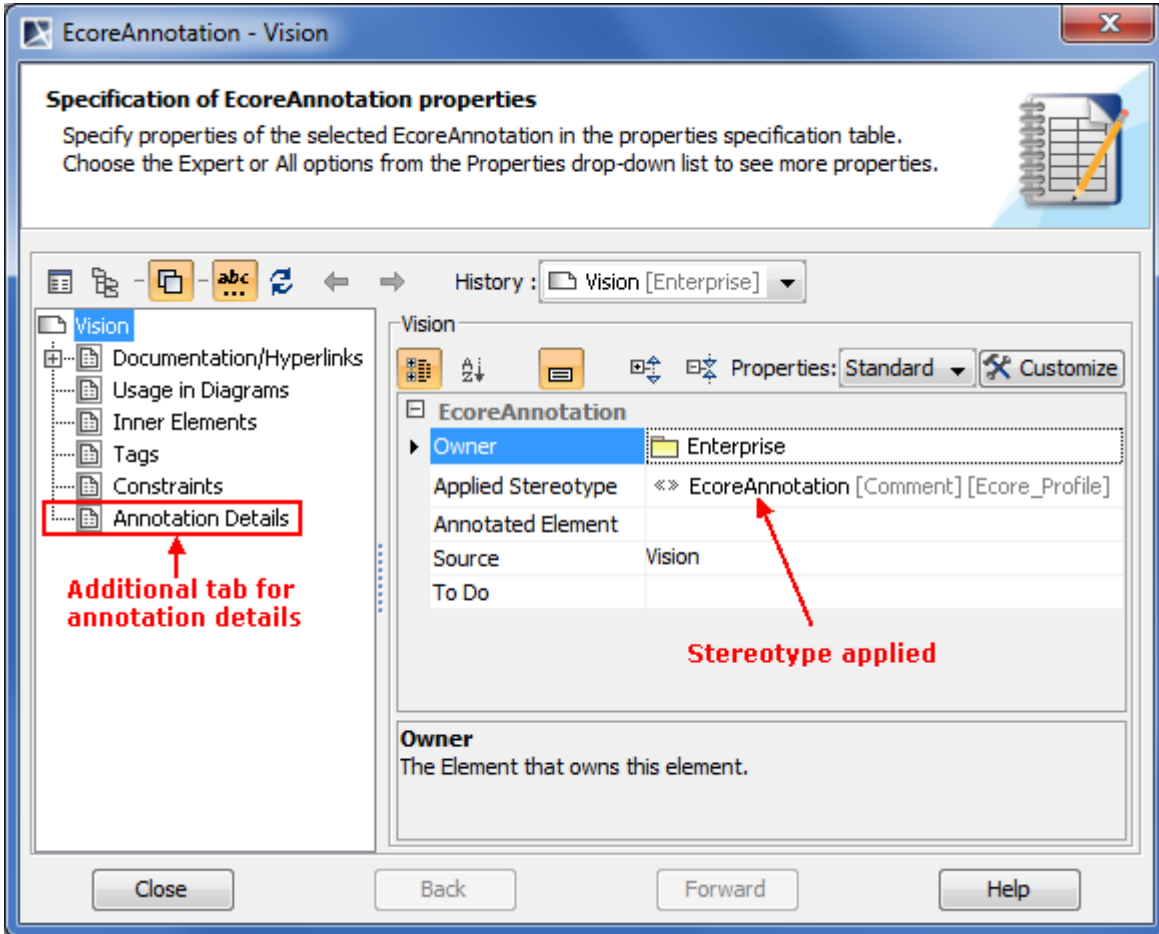 EcoreAnnotation - Vision
Specification of EcoreAnnotation properties
Specify properties of the selected EcoreAnnotation in the properties specification table.
Choose the Expert or All options from the Properties drop-down list to see more properties.
abc
History : Vision [Enterprise]
Vision
Documentation/Hyperlinks
Usage in Diagrams
Inner Elements
Tags
Constraints
Annotation Details
Additional tab for
annotation details
Vision
Properties: Standard Customize
EcoreAnnotation
Owner Enterprise
Applied Stereotype «» EcoreAnnotation [Comment] [Ecore_Profile]
Annotated Element
Source Vision
To Do
Stereotype applied
Owner
The Element that owns this element.
Close Back Forward Help